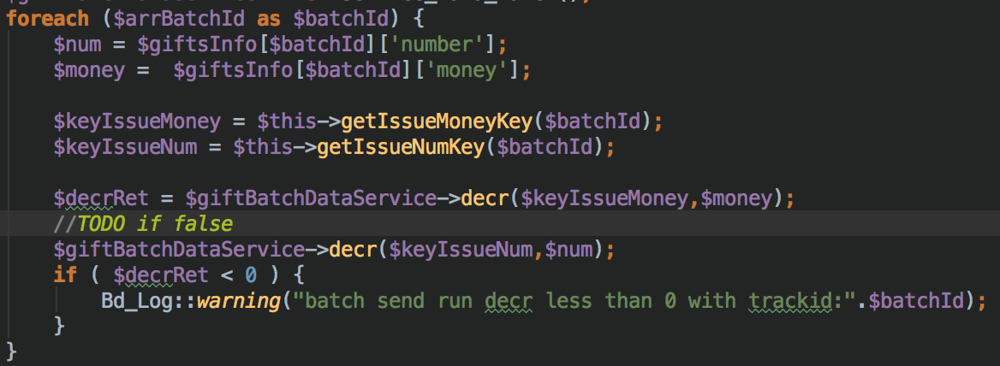 foreach ($arrBatchId as $batchId) {
    $num = $giftsInfo[$batchId]['number'];
    $money =  $giftsInfo[$batchId]['money'];

    $keyIssueMoney = $this->getIssueMoneyKey($batchId);
    $keyIssueNum = $this->getIssueNumKey($batchId);

    $decrRet = $giftBatchDataService->decr($keyIssueMoney,$money);
    //TODO if false
    $giftBatchDataService->decr($keyIssueNum,$num);
    if ( $decrRet < 0 ) {
        Bd_Log::warning("batch send run decr less than 0 with trackid:".$batchId);
    }
}